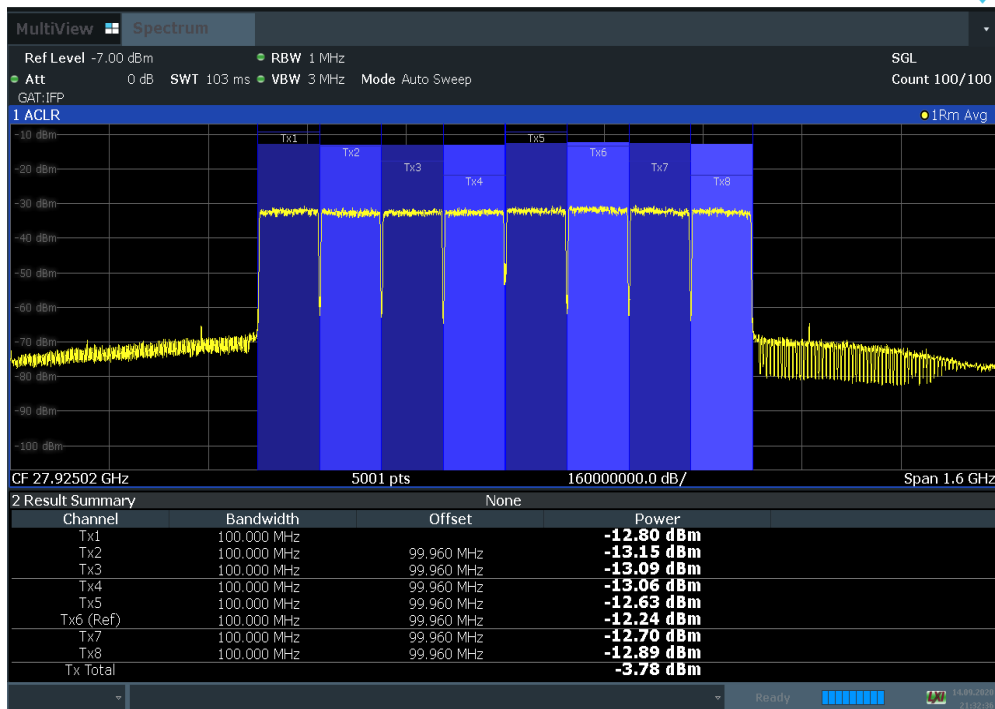 MultiView Spectrum
Ref Level -7.00 dBm RBW 1 MHz SGL
Att 0 dB SWT 103 ms VBW 3 MHz Mode Auto Sweep Count 100/100
GAT:IFP
1 ACLR 1Rm Avg
-10 dBm
Tx1 Tx5
Tx2 Tx6
-20 dBm Tx3 Tx7
Tx4 Tx8
-30 dBm
-40 dBm
-50 dBm
-60 dBm
-70 dBm
-80 dBm
-90 dBm
-100 dBm
CF 27.92502 GHz 5001 pts 160000000.0 dB/ Span 1.6 GHz
2 Result Summary None
Channel Bandwidth Offset Power
Tx1 100.000 MHz -12.80 dBm
Tx2 100.000 MHz 99.960 MHz -13.15 dBm
Tx3 100.000 MHz 99.960 MHz -13.09 dBm
Tx4 100.000 MHz 99.960 MHz -13.06 dBm
Tx5 100.000 MHz 99.960 MHz -12.63 dBm
Tx6 (Ref) 100.000 MHz 99.960 MHz -12.24 dBm
Tx7 100.000 MHz 99.960 MHz -12.70 dBm
Tx8 100.000 MHz 99.960 MHz -12.89 dBm
Tx Total -3.78 dBm
Ready LXI 14.09.2020
21:32:36